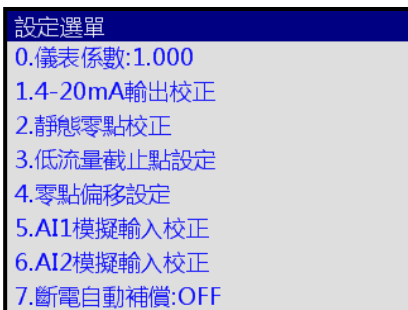 設定選單
0.儀表係數:1.000
1.4-20mA輸出校正
2.靜態零點校正
3.低流量截止點設定
4.零點偏移設定
5.AI1模擬輸入校正
6.AI2模擬輸入校正
7.斷電自動補償:OFF